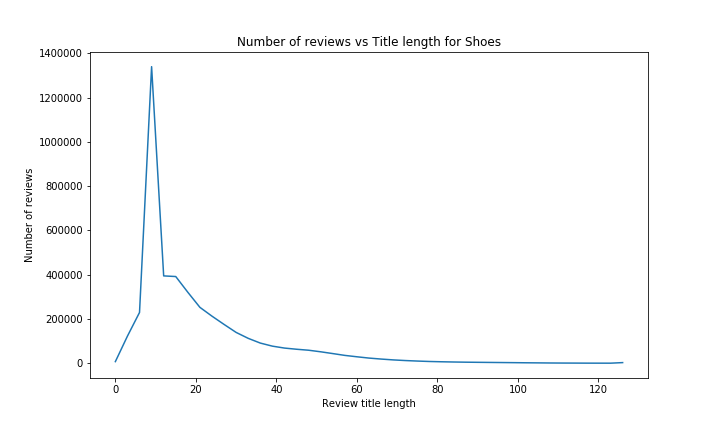 Number of reviews vs Title length for Shoes
1400000
1200000
1000000
800000
600000
400000
200000
0
Number of reviews
0 20 40 60 80 100 120
Review title length